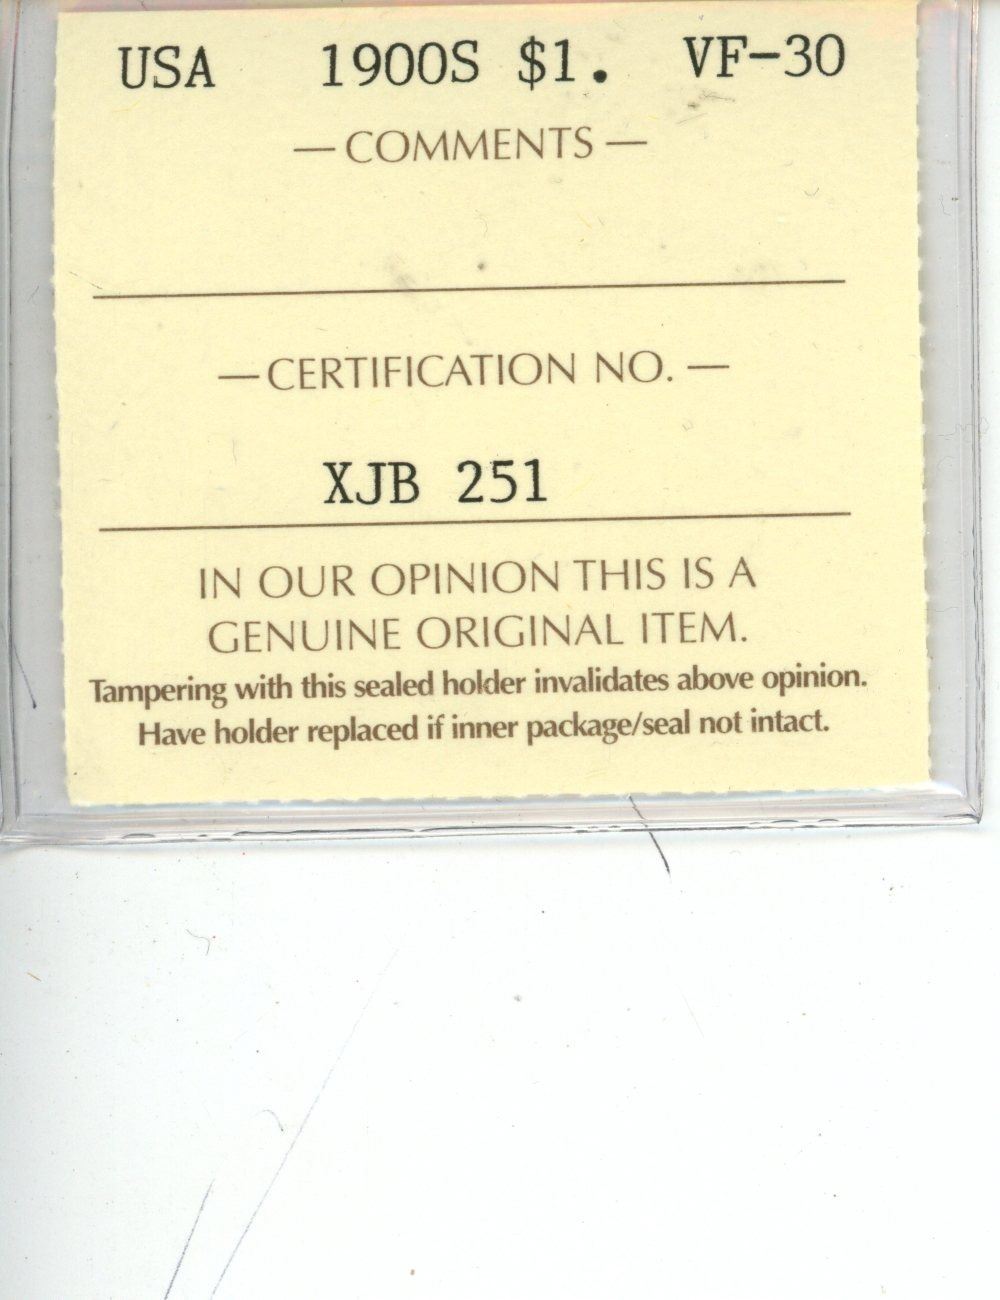 USA 1900S $1. VF-30
— COMMENTS —
— CERTIFICATION NO. —
XJB 251
IN OUR OPINION THIS IS A
GENUINE ORIGINAL ITEM.
Tampering with this sealed holder invalidates above opinion.
Have holder replaced if inner package/seal not intact.